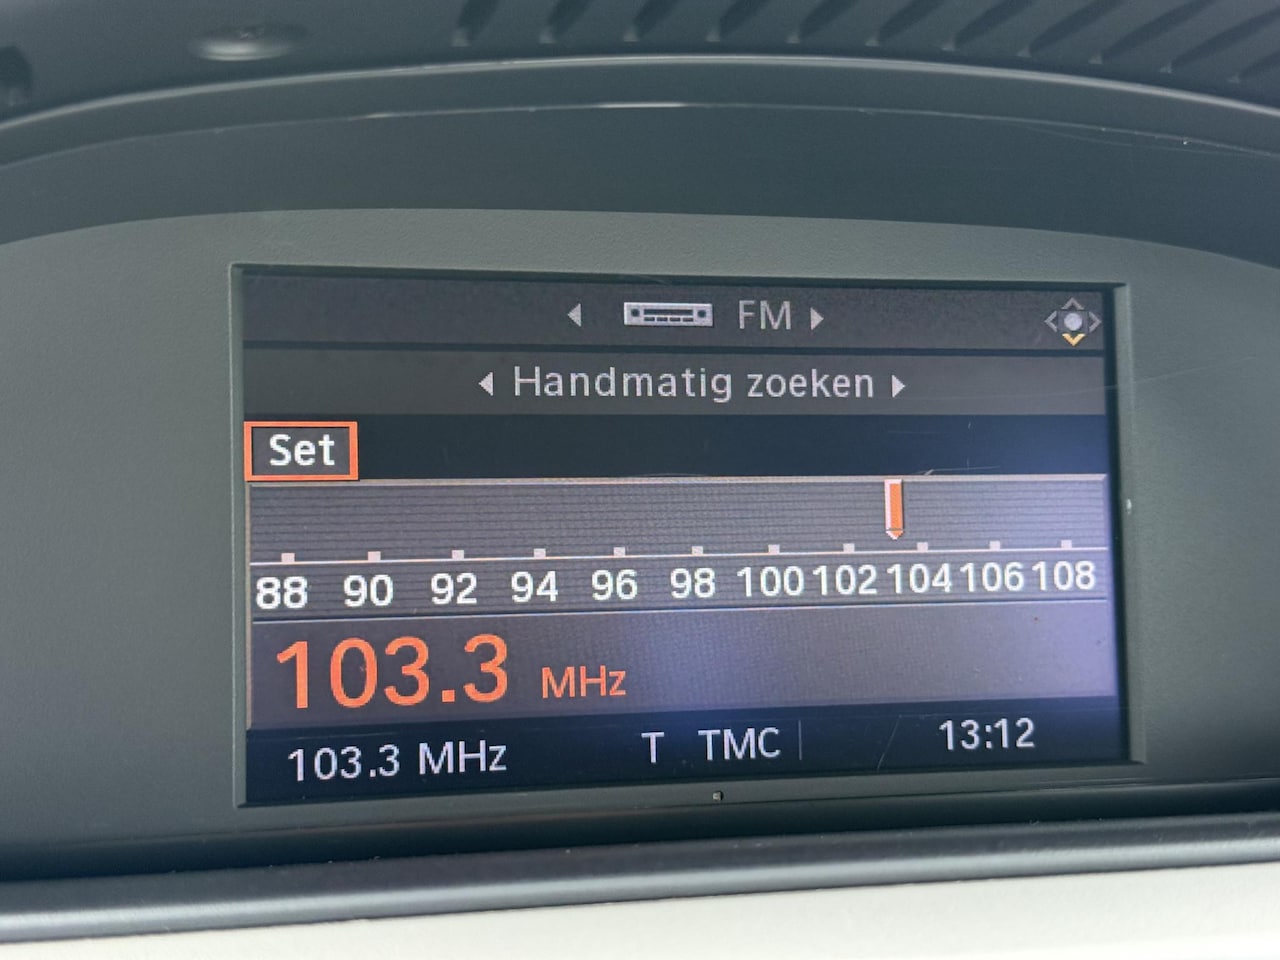 FM
Handmatig zoeken
Set
88 90 92 94 96 98 100 102 104 106 108
103.3 MHz
103.3 MHz T TMC 13:12